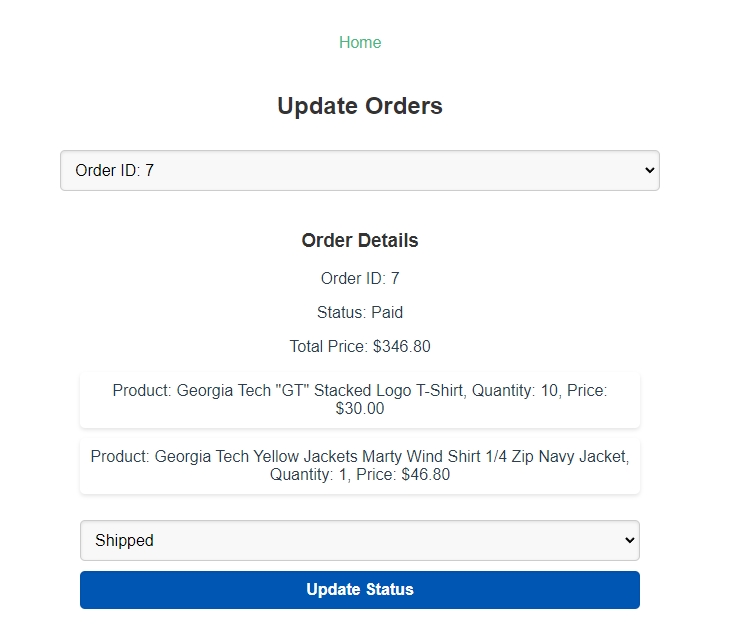 Home
Update Orders
Order ID: 7
Order Details
Order ID: 7
Status: Paid
Total Price: $346.80
Product: Georgia Tech "GT" Stacked Logo T-Shirt, Quantity: 10, Price:
$30.00
Product: Georgia Tech Yellow Jackets Marty Wind Shirt 1/4 Zip Navy Jacket,
Quantity: 1, Price: $46.80
Shipped
Update Status